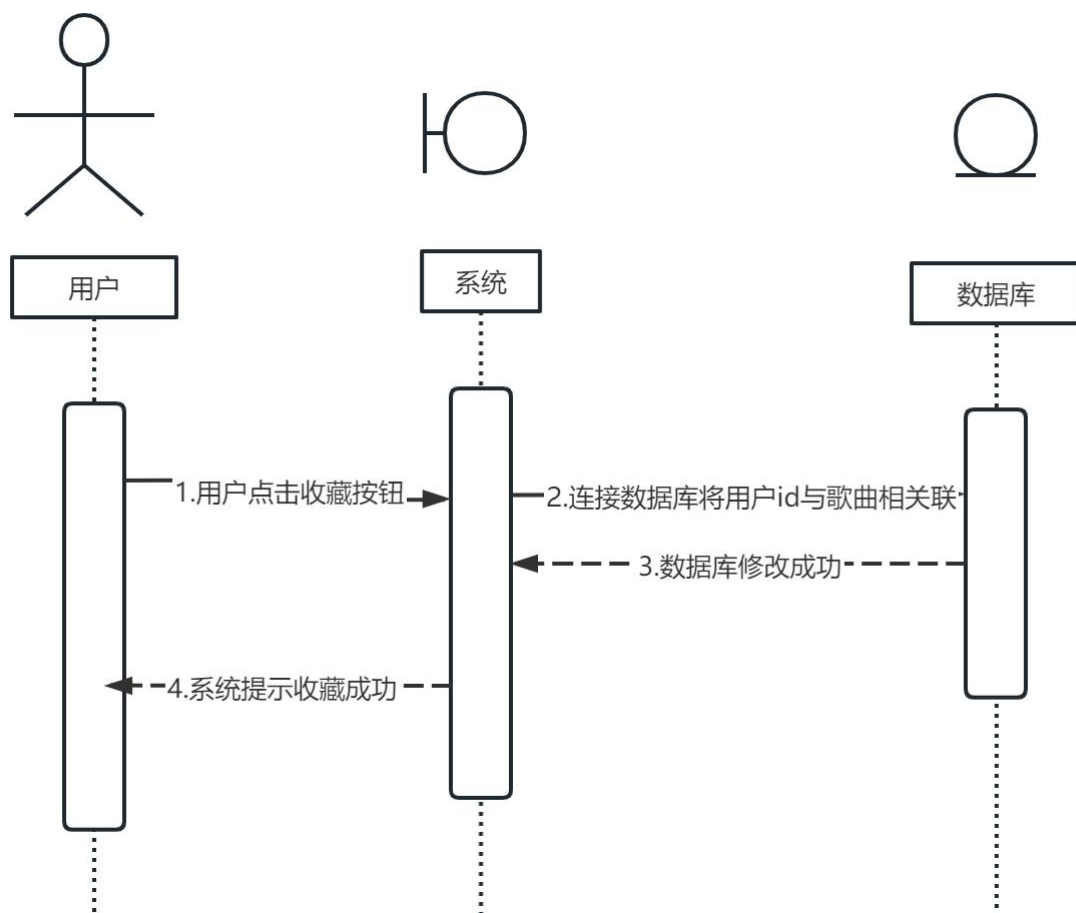 用户
系统
数据库
1.用户点击收藏按钮
2.连接数据库将用户id与歌曲相关联
3.数据库修改成功
4.系统提示收藏成功